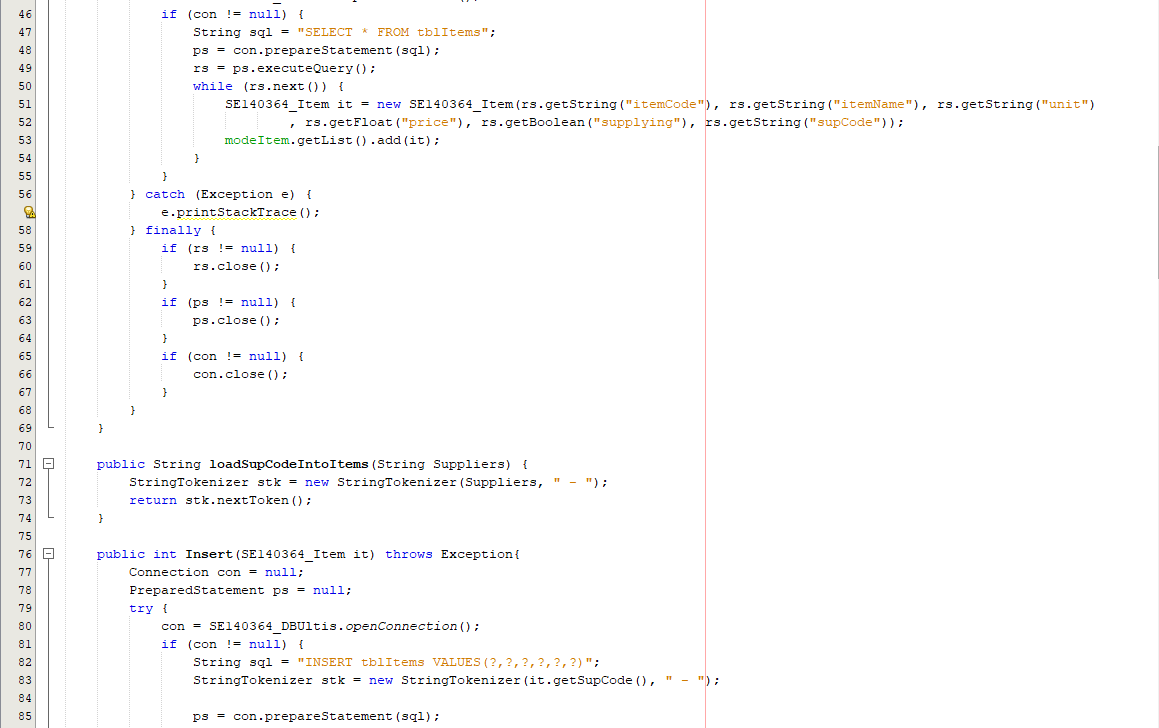 46 if (con != null) {
47 String sql = "SELECT * FROM tblItems";
48 ps = con.prepareStatement(sql);
49 rs = ps.executeQuery();
50 while (rs.next()) {
51 SE140364_Item it = new SE140364_Item(rs.getString("itemCode"), rs.getString("itemName"), rs.getString("unit")
52 , rs.getFloat("price"), rs.getBoolean("supplying"), rs.getString("supCode"));
53 modeItem.getList().add(it);
54 }
55 }
56 } catch (Exception e) {
e.printStackTrace();
58 } finally {
59 if (rs != null) {
60 rs.close();
61 }
62 if (ps != null) {
63 ps.close();
64 }
65 if (con != null) {
66 con.close();
67 }
68 }
69 }
70
71 public String loadSupCodeIntoItems(String Suppliers) {
72 StringTokenizer stk = new StringTokenizer(Suppliers, " - ");
73 return stk.nextToken();
74 }
75
76 public int Insert(SE140364_Item it) throws Exception{
77 Connection con = null;
78 PreparedStatement ps = null;
79 try {
80 con = SE140364_DBUltis.openConnection();
81 if (con != null) {
82 String sql = "INSERT tblItems VALUES(?,?,?,?,?,?)";
83 StringTokenizer stk = new StringTokenizer(it.getSupCode(), " - ");
84
85 ps = con.prepareStatement(sql);